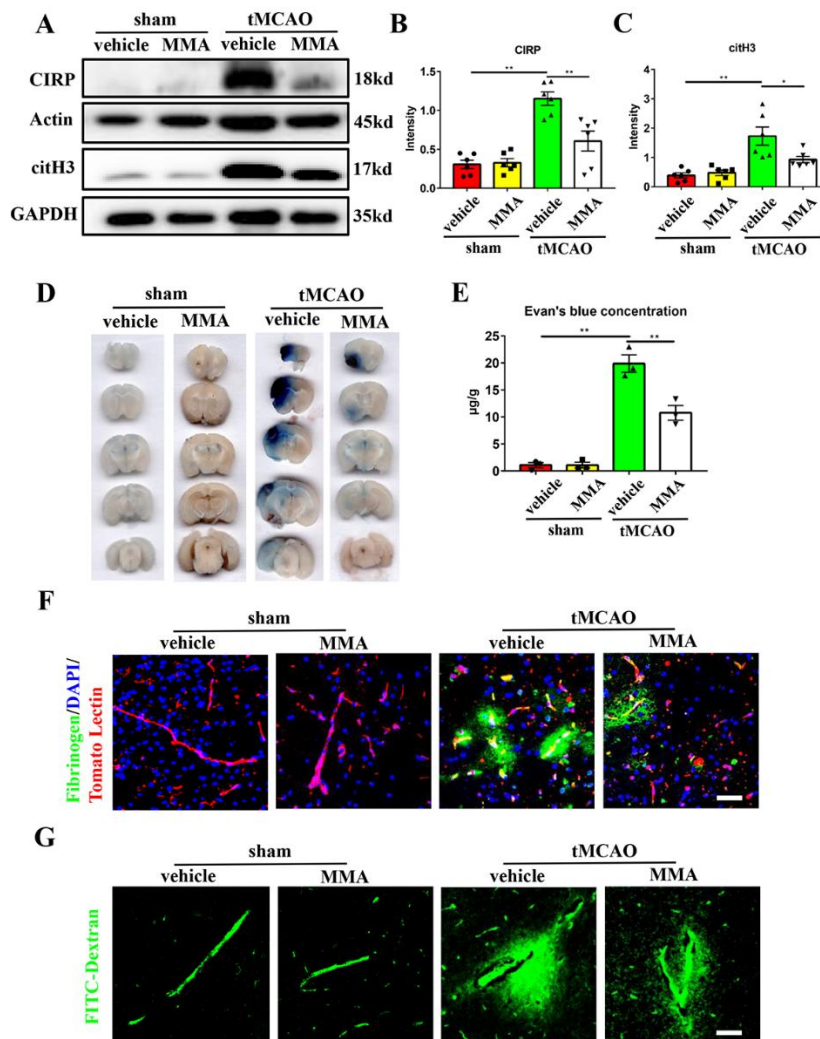 A
sham
tMCAO
vehicle MMA vehicle MMA
CIRP
18kd
Actin
45kd
citH3
17kd
GAPDH
35kd
B
CIRP
Intensity
1.5
1.0
0.5
0.0
** **
vehicle MMA vehicle MMA
sham tMCAO
C
citH3
Intensity
4
3
2
1
0
** *
vehicle MMA vehicle MMA
sham tMCAO
D
sham
tMCAO
vehicle MMA vehicle MMA
E
Evan's blue concentration
µg/g
25
20
15
10
5
0
** **
vehicle MMA vehicle MMA
sham tMCAO
F
sham
tMCAO
vehicle MMA vehicle MMA
Fibrinogen/DAPI/
Tomato Lectin
G
sham
tMCAO
vehicle MMA vehicle MMA
FITC-Dextran